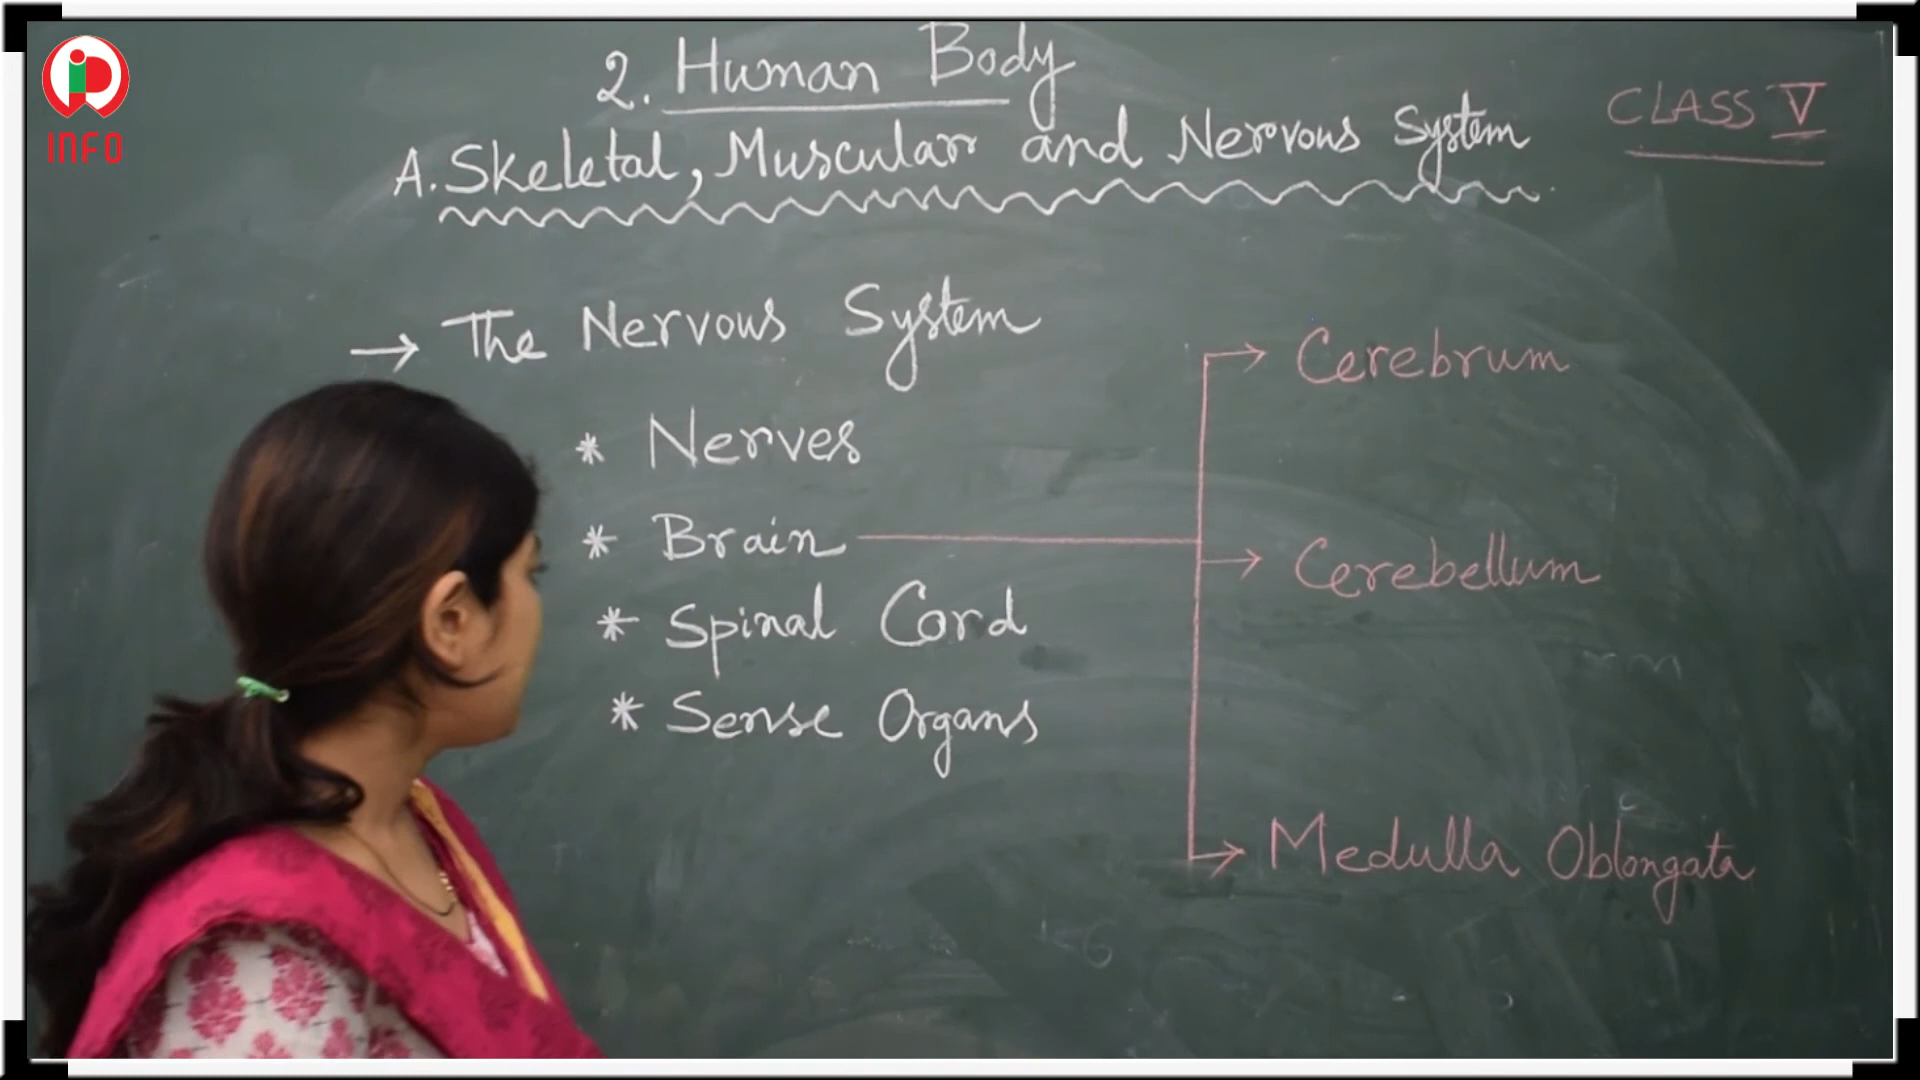 INFO
2. Human Body
CLASS V
A. Skeletal, Muscular and Nervous System
→ The Nervous System
* Nerves
* Brain
* Spinal Cord
* Sense Organs
→ Cerebrum
→ Cerebellum
→ Medulla Oblongata